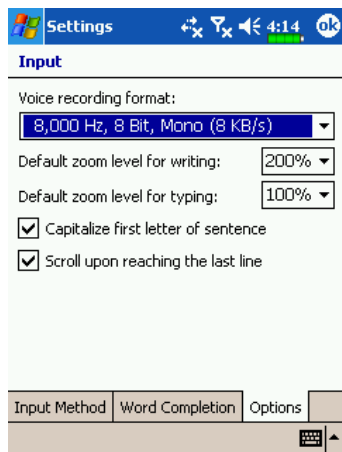 Settings 4:14 ok
Input
Voice recording format:
8,000 Hz, 8 Bit, Mono (8 KB/s)
Default zoom level for writing: 200%
Default zoom level for typing: 100%
Capitalize first letter of sentence
Scroll upon reaching the last line
Input Method Word Completion Options